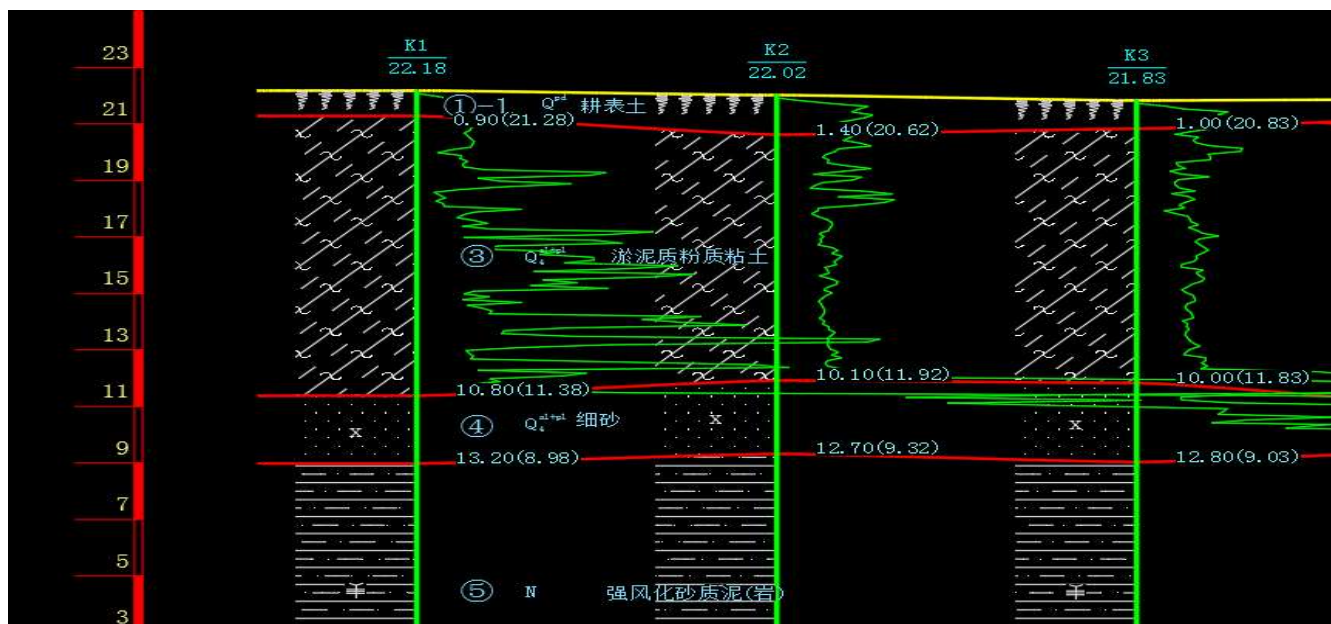 K1
22.18
K2
22.02
K3
21.83
23
21
19
17
15
13
11
9
7
5
3
①-1 Q 耕表土
0.90(21.28)
1.40(20.62)
1.00(20.83)
③ Q 淤泥质粉质粘土
10.80(11.38)
10.10(11.92)
10.00(11.83)
④ Q 细砂
x
x
x
13.20(8.98)
12.70(9.32)
12.80(9.03)
⑤ N 强风化砂质泥(岩)